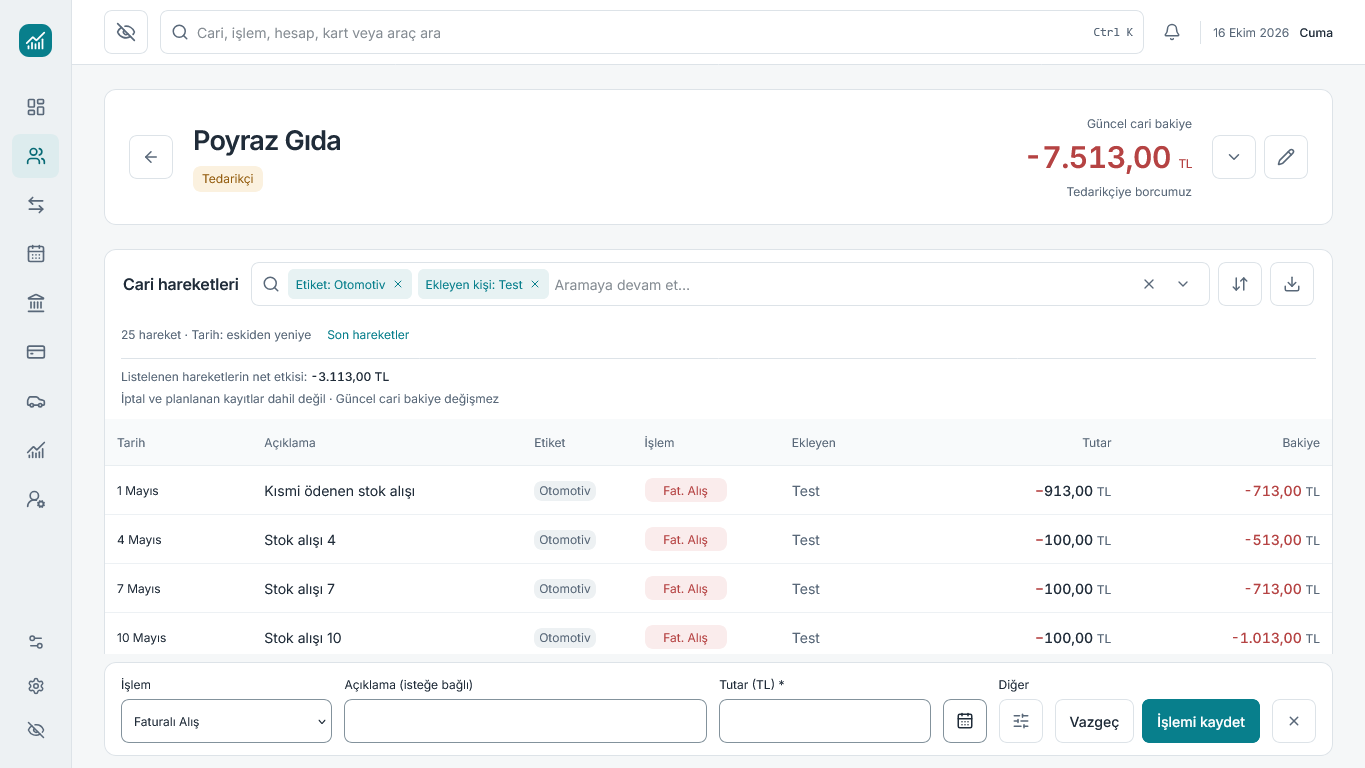 Cari, işlem, hesap, kart veya araç ara
Ctrl K
16 Ekim 2026 Cuma
Poyraz Gıda
Tedarikçi
Güncel cari bakiye
-7.513,00 TL
Tedarikçiye borcumuz
Cari hareketleri
Etiket: Otomotiv ×
Ekleyen kişi: Test ×
Aramaya devam et...
25 hareket · Tarih: eskiden yeniye Son hareketler
Listelenen hareketlerin net etkisi: -3.113,00 TL
İptal ve planlanan kayıtlar dahil değil · Güncel cari bakiye değişmez
Tarih Açıklama Etiket İşlem Ekleyen Tutar Bakiye
1 Mayıs Kısmi ödenen stok alışı Otomotiv Fat. Alış Test −913,00 TL -713,00 TL
4 Mayıs Stok alışı 4 Otomotiv Fat. Alış Test −100,00 TL -513,00 TL
7 Mayıs Stok alışı 7 Otomotiv Fat. Alış Test −100,00 TL -713,00 TL
10 Mayıs Stok alışı 10 Otomotiv Fat. Alış Test −100,00 TL -1.013,00 TL
İşlem Açıklama (isteğe bağlı) Tutar (TL) * Diğer
Faturalı Alış Vazgeç İşlemi kaydet